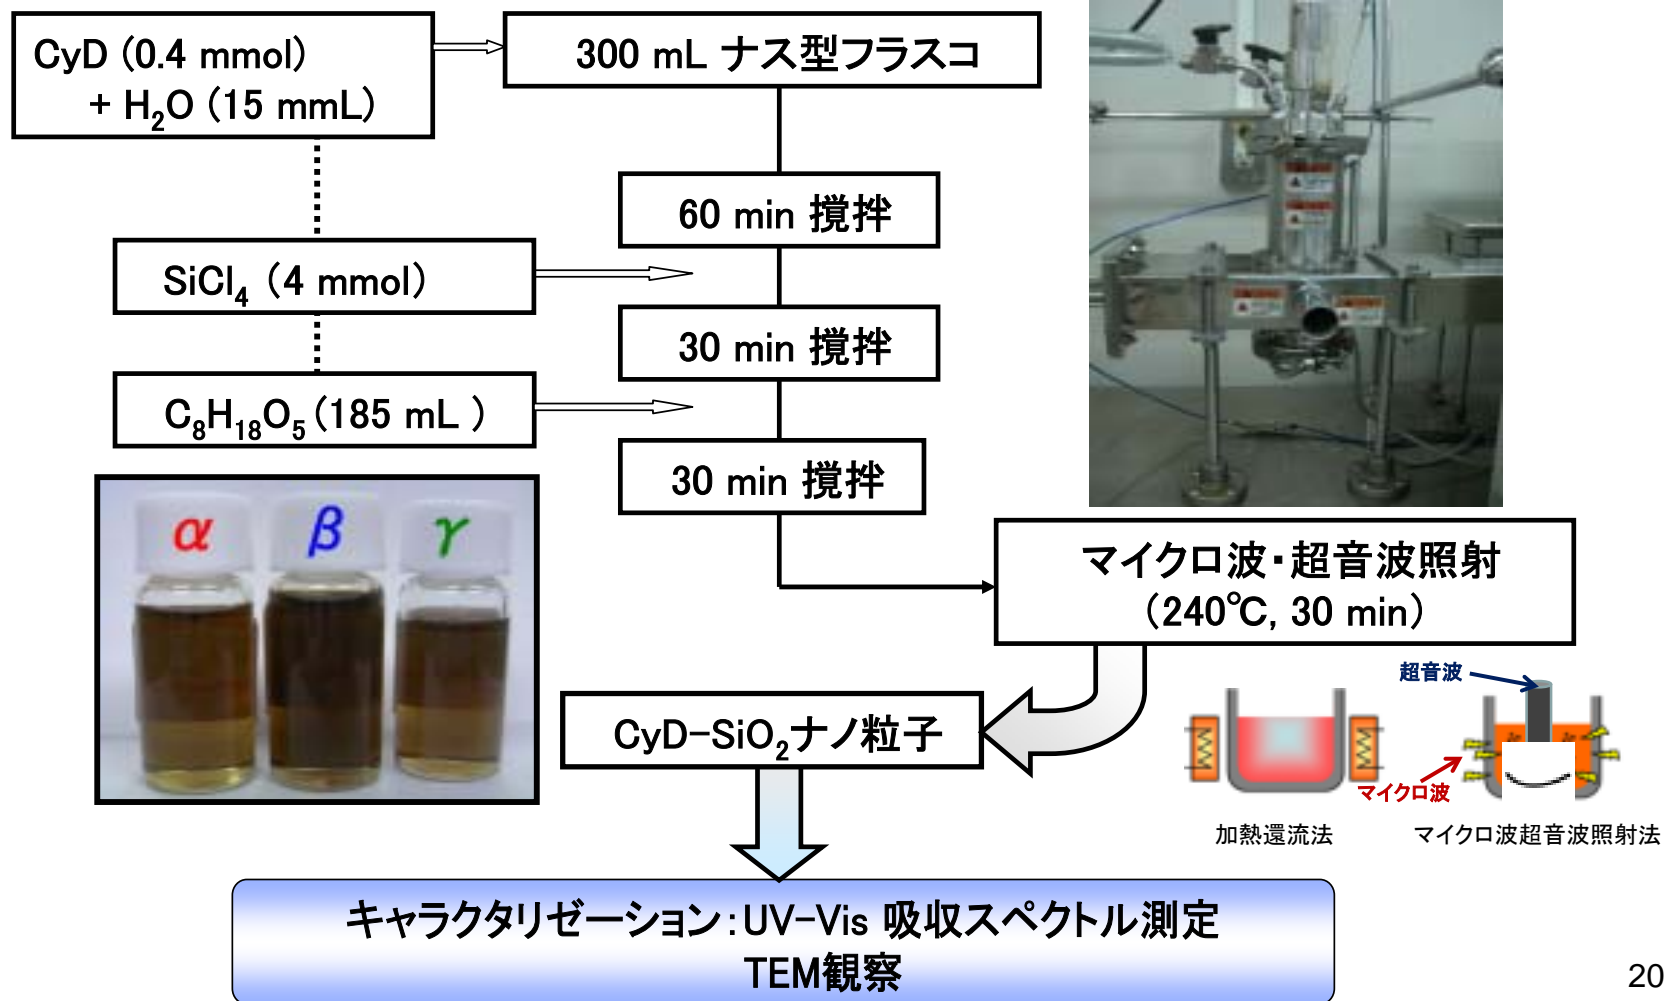 CyD (0.4 mmol)
+ H₂O (15 mmL)
300 mL ナス型フラスコ
60 min 撹拌
SiCl₄ (4 mmol)
30 min 撹拌
C₈H₁₈O₅ (185 mL )
30 min 撹拌
α β γ
マイクロ波・超音波照射
(240℃, 30 min)
CyD-SiO₂ナノ粒子
超音波
マイクロ波
加熱還流法
マイクロ波超音波照射法
キャラクタリゼーション:UV-Vis 吸収スペクトル測定
TEM観察
20